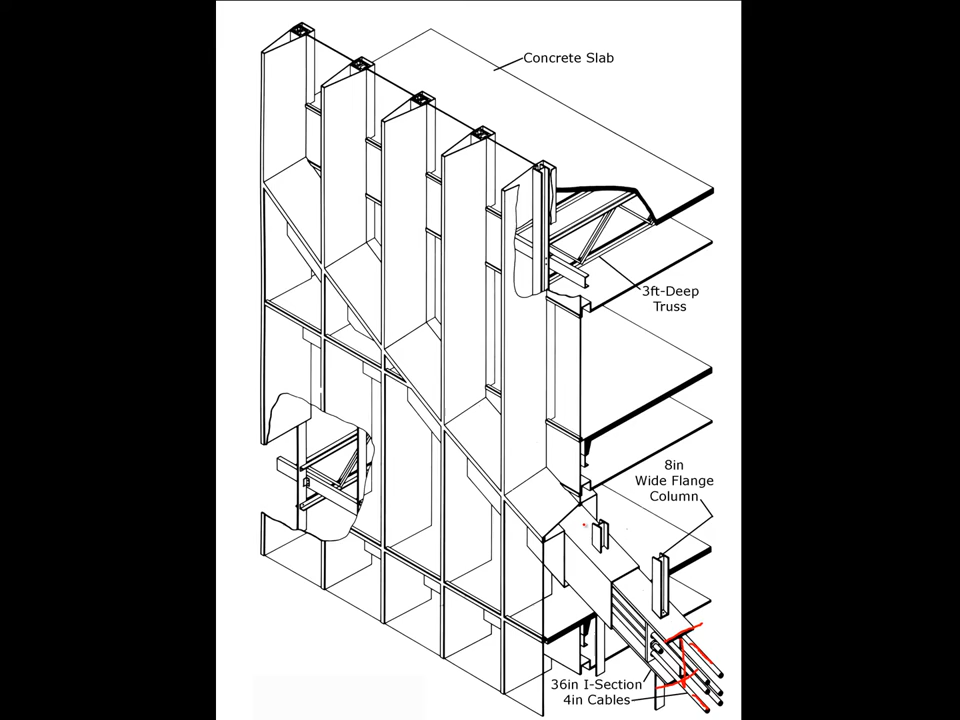 Concrete Slab
3ft-Deep
Truss
8in
Wide Flange
Column
36in I-Section
4in Cables